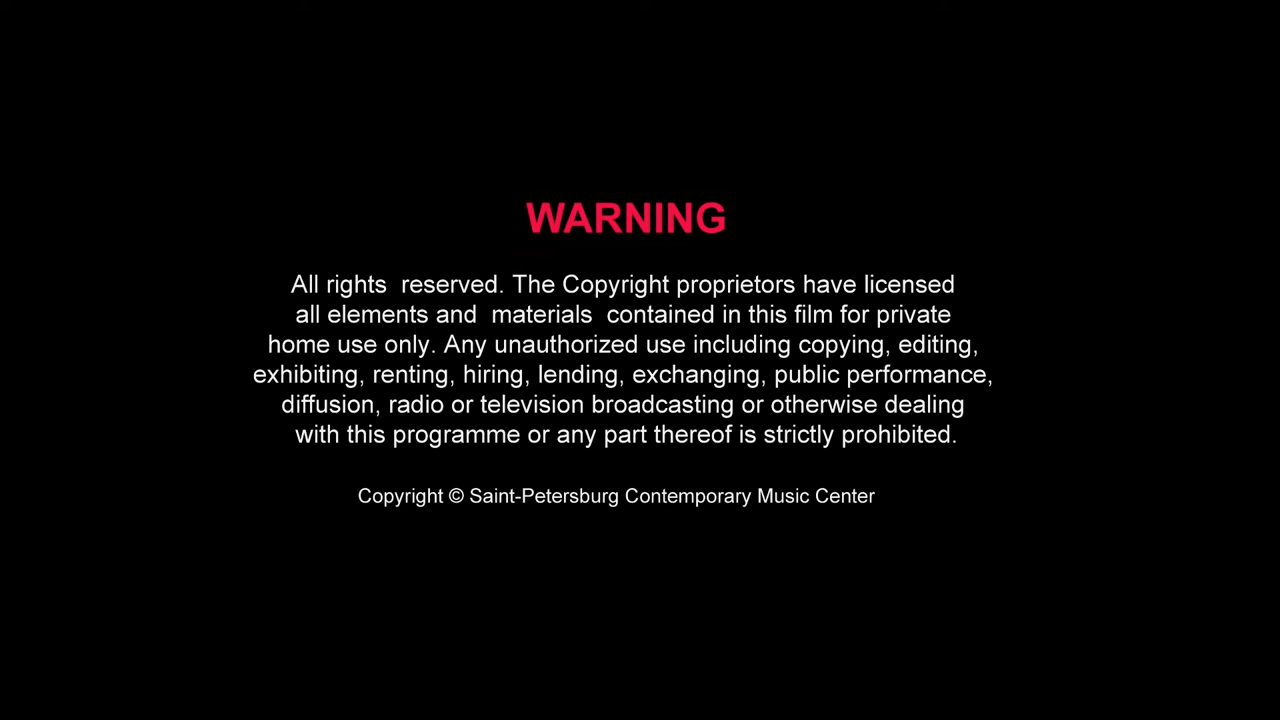 WARNING
All rights  reserved. The Copyright proprietors have licensed
all elements and  materials  contained in this film for private
home use only. Any unauthorized use including copying, editing,
exhibiting, renting, hiring, lending, exchanging, public performance,
diffusion, radio or television broadcasting or otherwise dealing
with this programme or any part thereof is strictly prohibited.
Copyright © Saint-Petersburg Contemporary Music Center